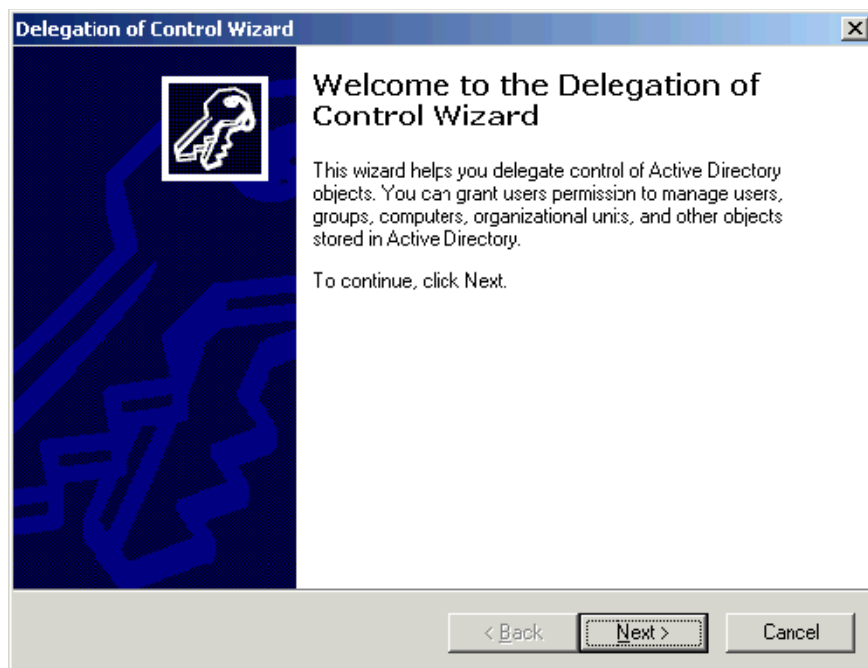 Delegation of Control Wizard
Welcome to the Delegation of
Control Wizard
This wizard helps you delegate control of Active Directory
objects. You can grant users permission to manage users,
groups, computers, organizational units, and other objects
stored in Active Directory.
To continue, click Next.
< Back
Next >
Cancel